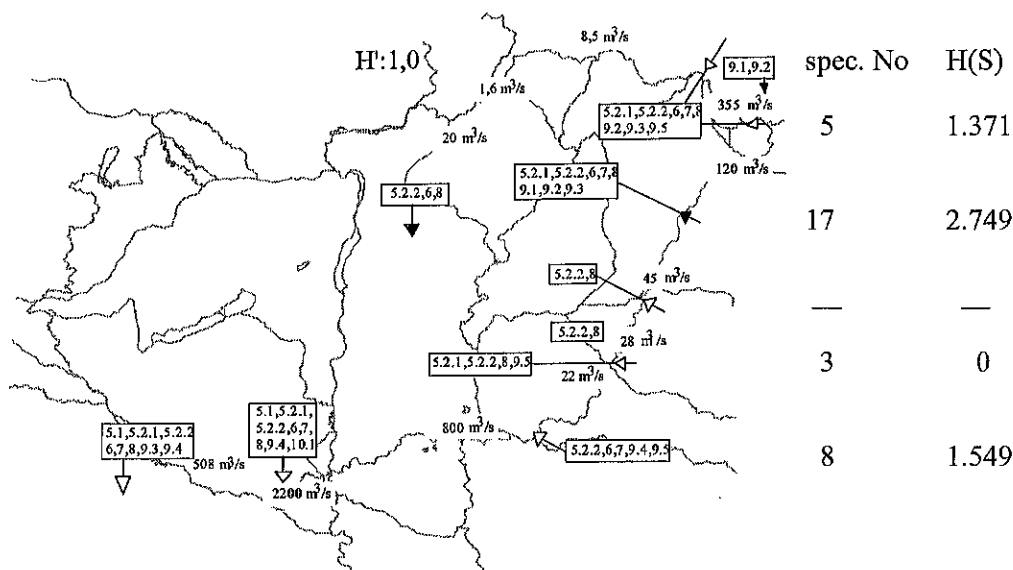 8,5 m³/s
H':1,0
spec. No H(S)
9.1,9.2
1,6 m³/s
355 m³/s
5.2.1,5.2.2,6,7,8
9.2,9.3,9.5
5 1.371
20 m³/s
120 m³/s
5.2.1,5.2.2,6,7,8
9.1,9.2,9.3
5.2.2,6,8
17 2.749
5.2.2,8
45 m³/s
— —
5.2.2,8
28 m³/s
5.2.1,5.2.2,8,9.5
22 m³/s
3 0
5.1,5.2.1,
5.2.2,6,7,
8,9.4,10.1
5.1,5.2.1,5.2.2
6,7,8,9.3,9.4
800 m³/s
5.2.2,6,7,9.4,9.5
8 1.549
508 m³/s
2200 m³/s